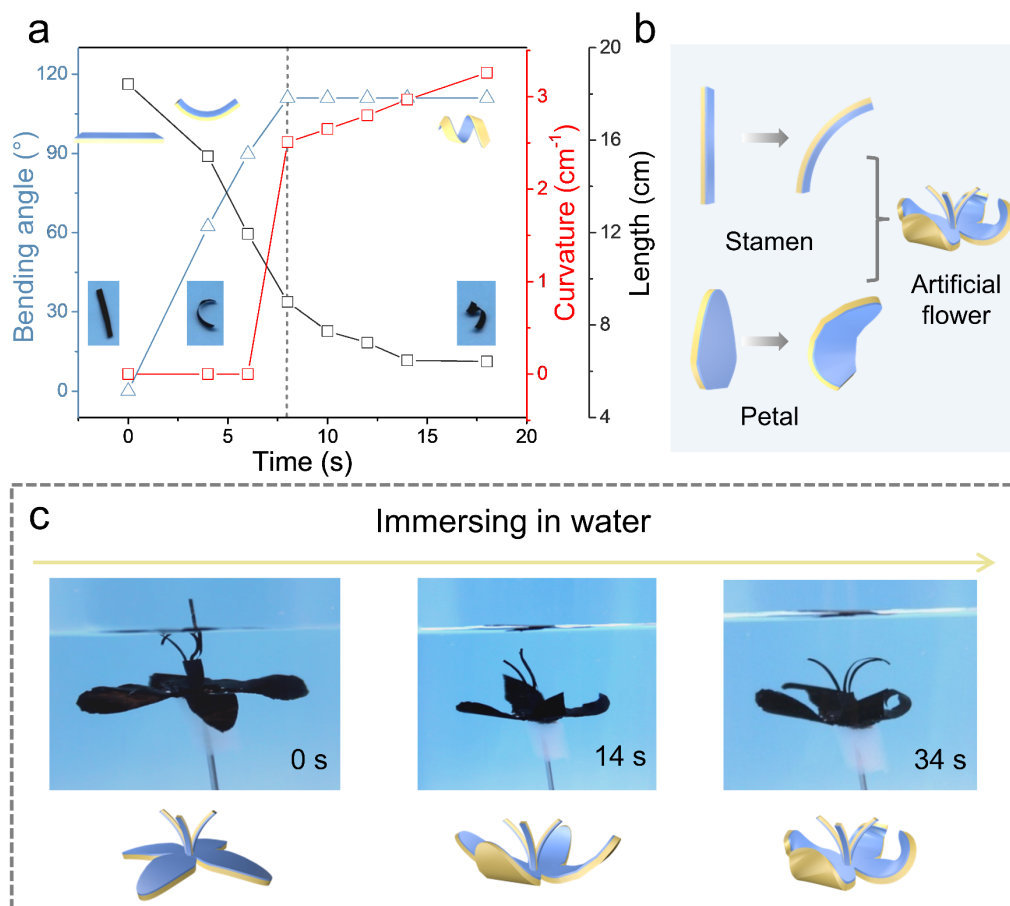 a
120
90
60
30
0
Bending angle (°)
0
5
10
15
20
Time (s)
3
2
1
0
Curvature (cm⁻¹)
20
16
12
8
4
Length (cm)
b
Stamen
Artificial
flower
Petal
c
Immersing in water
0 s
14 s
34 s